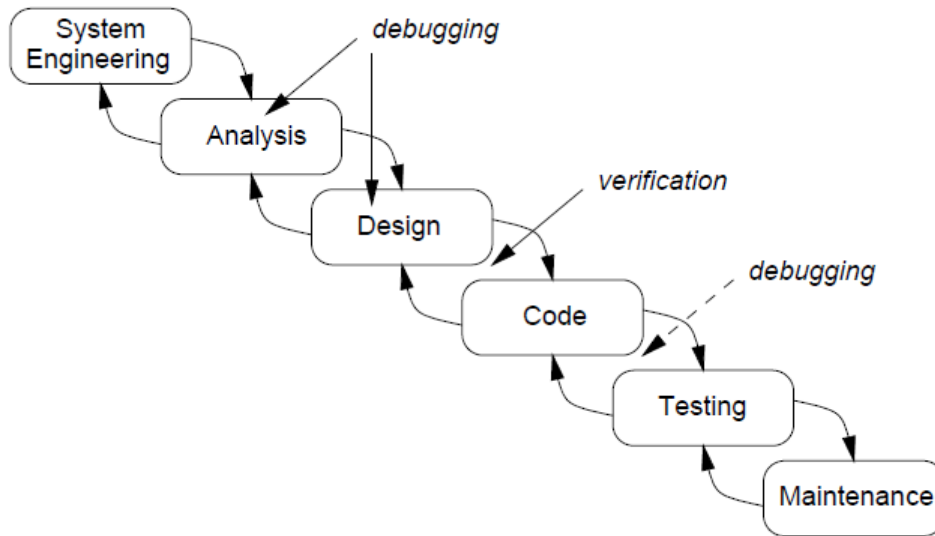 System
Engineering
debugging
Analysis
verification
Design
debugging
Code
Testing
Maintenance